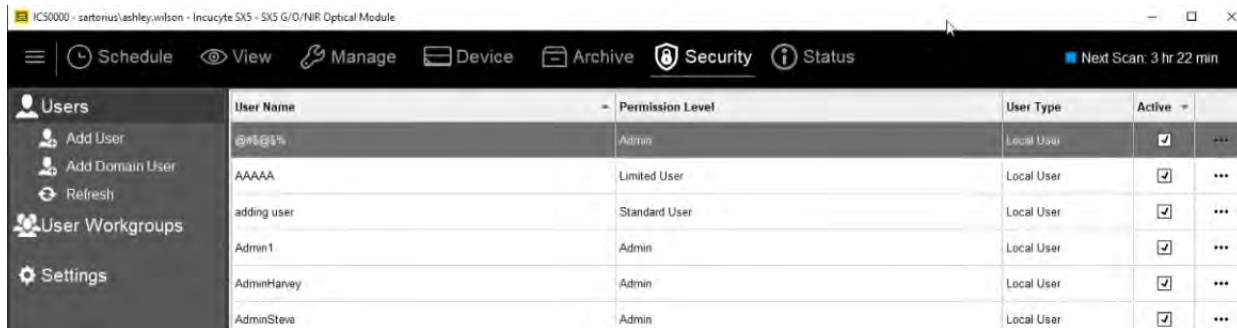 IC50000 - sartorius\ashley.wilson - Incucyte SX5 - SX5 G/O/NIR Optical Module
Schedule View Manage Device Archive Security Status Next Scan: 3 hr 22 min
Users
Add User
Add Domain User
Refresh
User Workgroups
Settings
User Name Permission Level User Type Active
@#$@$% Admin Local User
AAAAA Limited User Local User
adding user Standard User Local User
Admin1 Admin Local User
AdminHarvey Admin Local User
AdminSteve Admin Local User